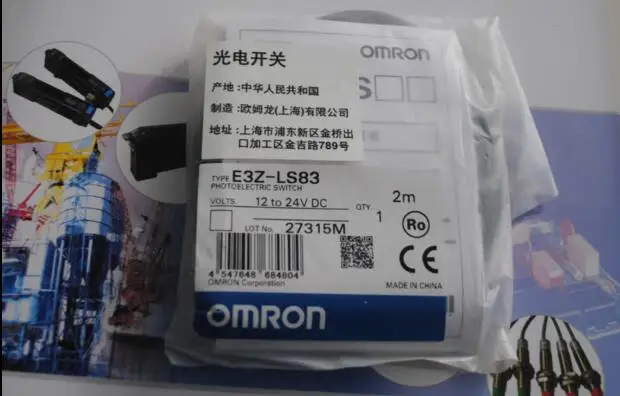 光电开关
产地:中华人民共和国
制造:欧姆龙(上海)有限公司
地址:上海市浦东新区金桥出
口加工区金吉路789号
OMRON
S□□
TYPE E3Z-LS83
PHOTOELECTRIC SWITCH
VOLTS. 12 to 24V DC
QTY. 1
2m
LOT No. 27315M
Ro
CE
4 547648 684804
OMRON Corporation
MADE IN CHINA
OMRON